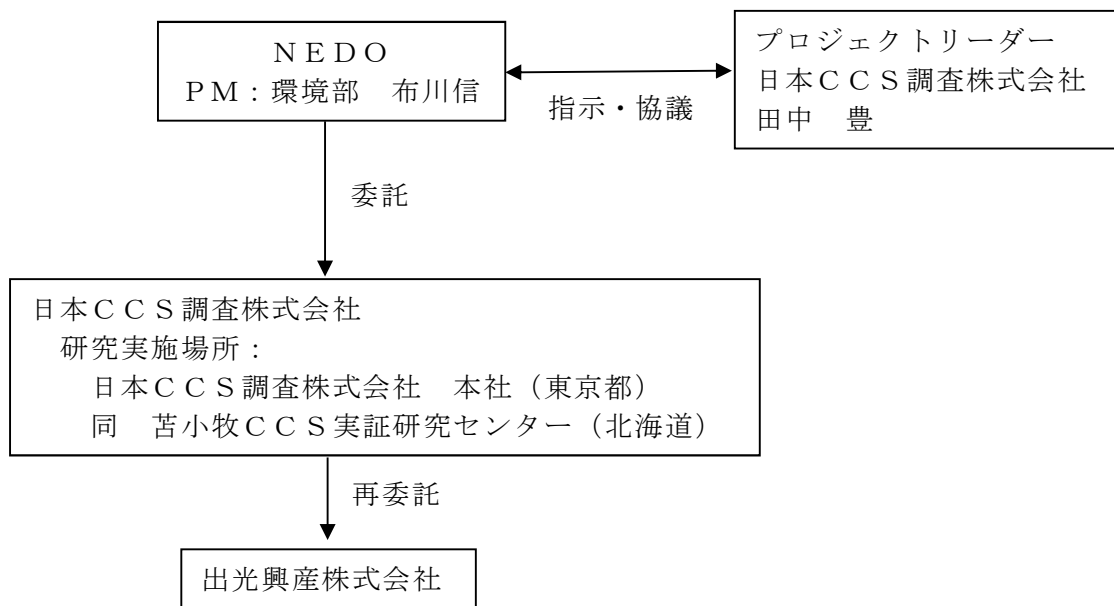 ＮＥＤＯ
ＰＭ：環境部　布川信
プロジェクトリーダー
日本ＣＣＳ調査株式会社
田中　豊
指示・協議
委託
日本ＣＣＳ調査株式会社
研究実施場所：
日本ＣＣＳ調査株式会社　本社（東京都）
同　苫小牧ＣＣＳ実証研究センター（北海道）
再委託
出光興産株式会社